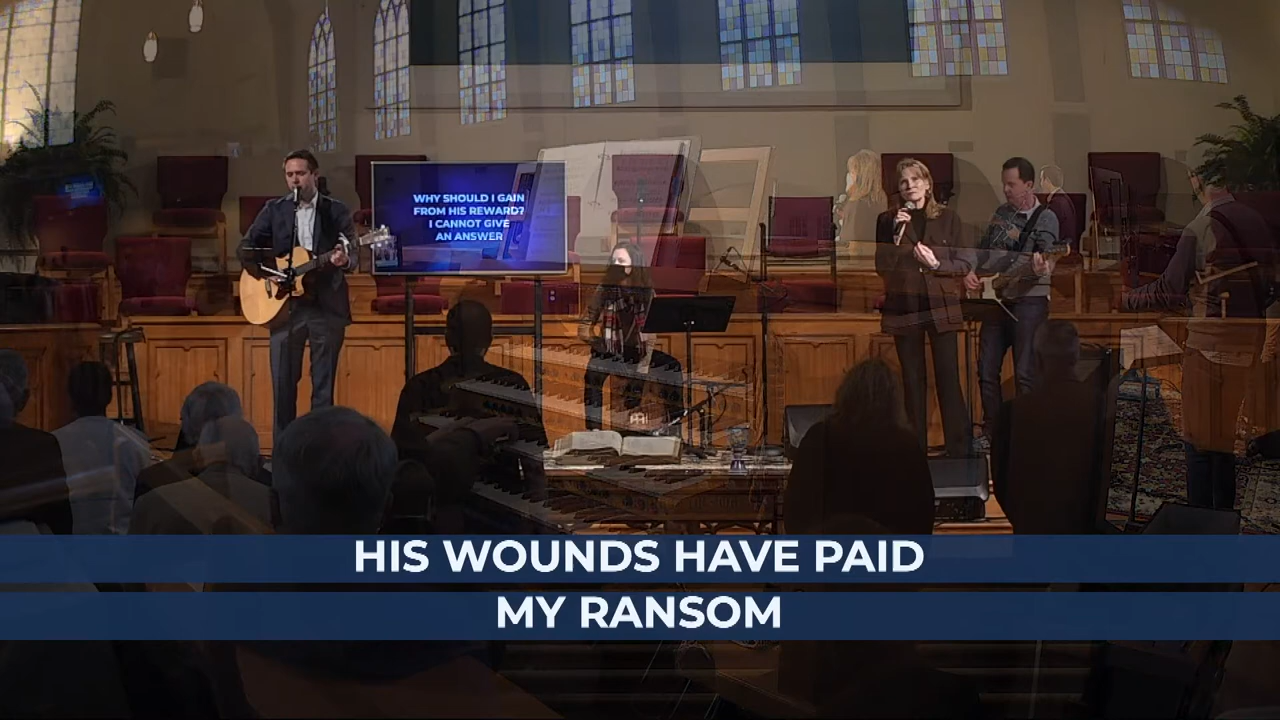 WHY SHOULD I GAIN
FROM HIS REWARD?
I CANNOT GIVE
AN ANSWER
HIS WOUNDS HAVE PAID
MY RANSOM